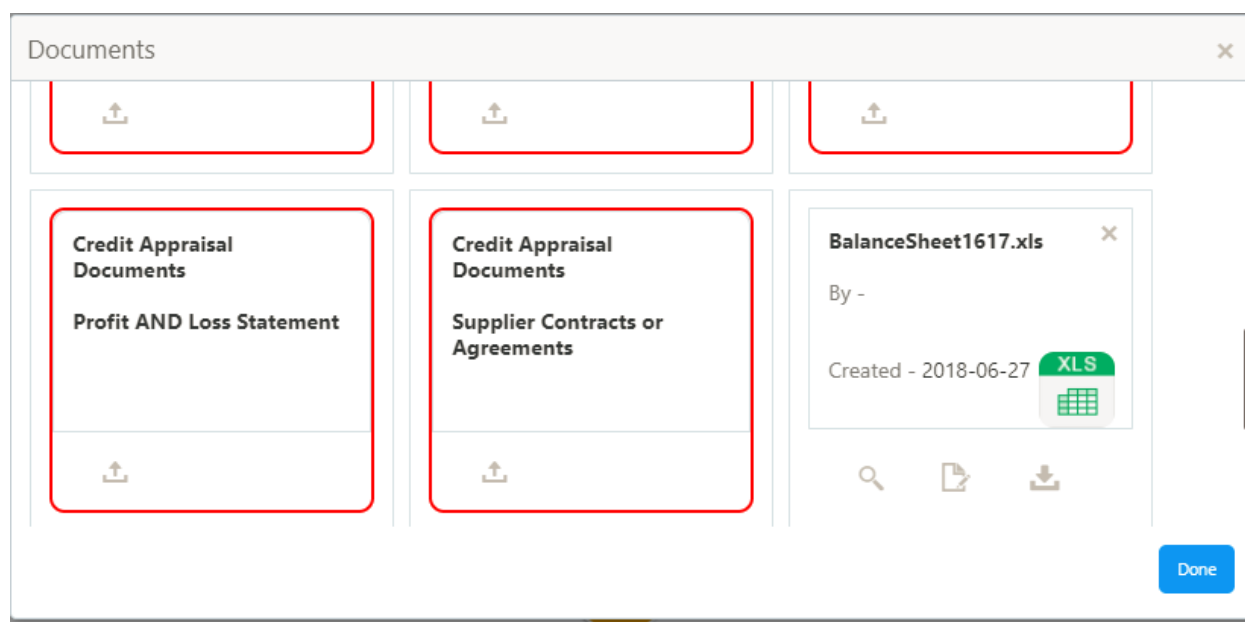 Documents
Credit Appraisal
Documents
Profit AND Loss Statement
Credit Appraisal
Documents
Supplier Contracts or
Agreements
BalanceSheet1617.xls
By -
Created - 2018-06-27
XLS
Done